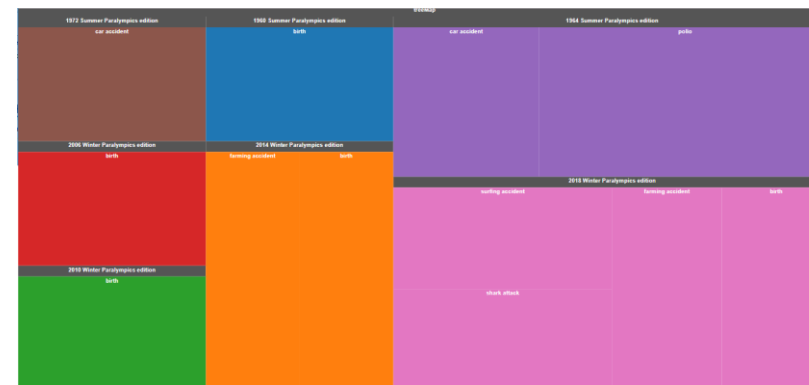 treemap
1972 Summer Paralympics edition
1960 Summer Paralympics edition
1964 Summer Paralympics edition
car accident
birth
car accident
polio
2006 Winter Paralympics edition
2014 Winter Paralympics edition
birth
farming accident
birth
2018 Winter Paralympics edition
surfing accident
farming accident
birth
2010 Winter Paralympics edition
birth
shark attack